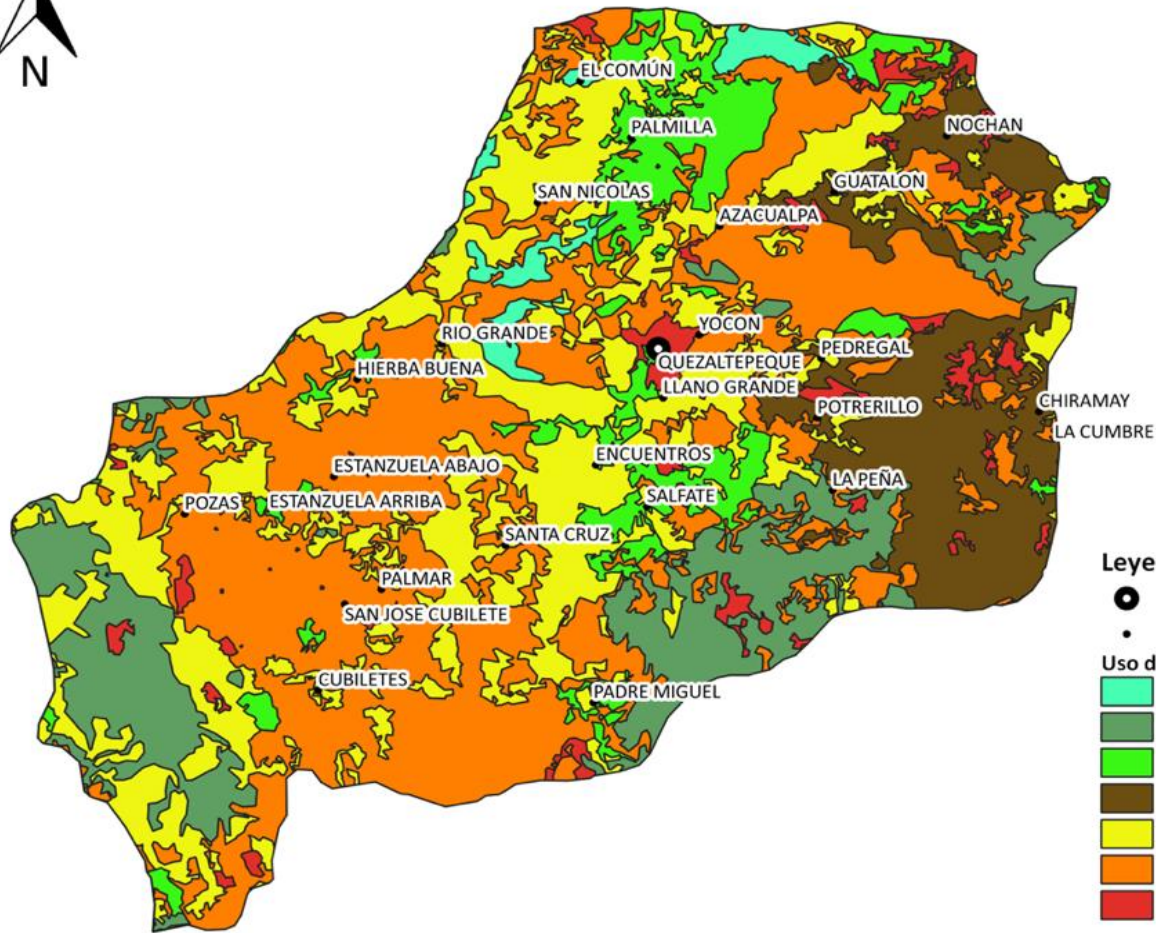 N
EL COMÚN
PALMILLA
NOCHAN
GUATALON
SAN NICOLAS
AZACUALPA
RIO GRANDE
YOCON
QUEZALTEPEQUE
PEDREGAL
HIERBA BUENA
LLANO GRANDE
POTRERILLO
CHIRAMAY
LA CUMBRE
ENCUENTROS
ESTANZUELA ABAJO
LA PEÑA
POZAS
ESTANZUELA ARRIBA
SALFATE
SANTA CRUZ
PALMAR
SAN JOSE CUBILETE
CUBILETES
PADRE MIGUEL
Leye
Uso d